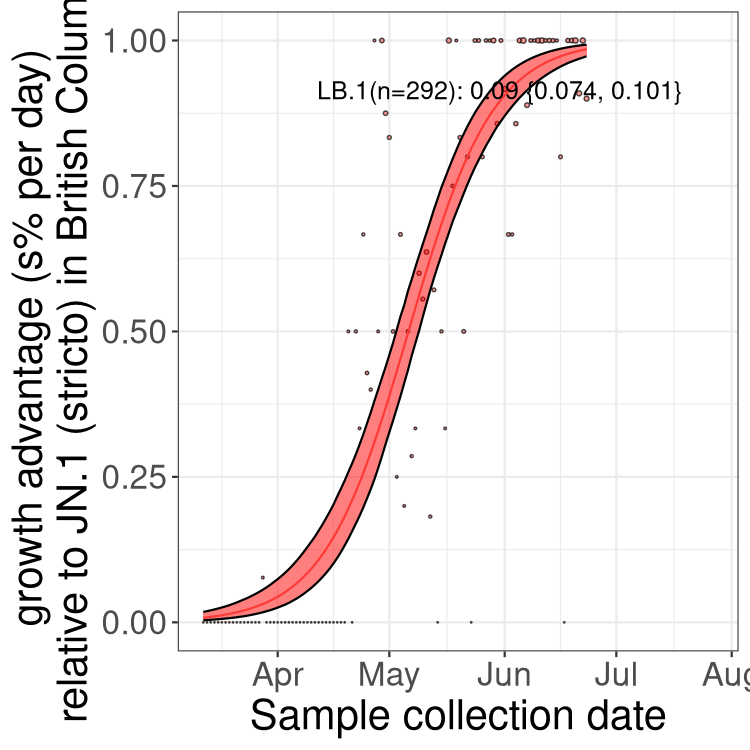 growth advantage (s% per day)
relative to JN.1 (stricto) in British Colum
1.00
0.75
0.50
0.25
0.00
LB.1(n=292): 0.09 {0.074, 0.101}
Apr May Jun Jul Aug
Sample collection date